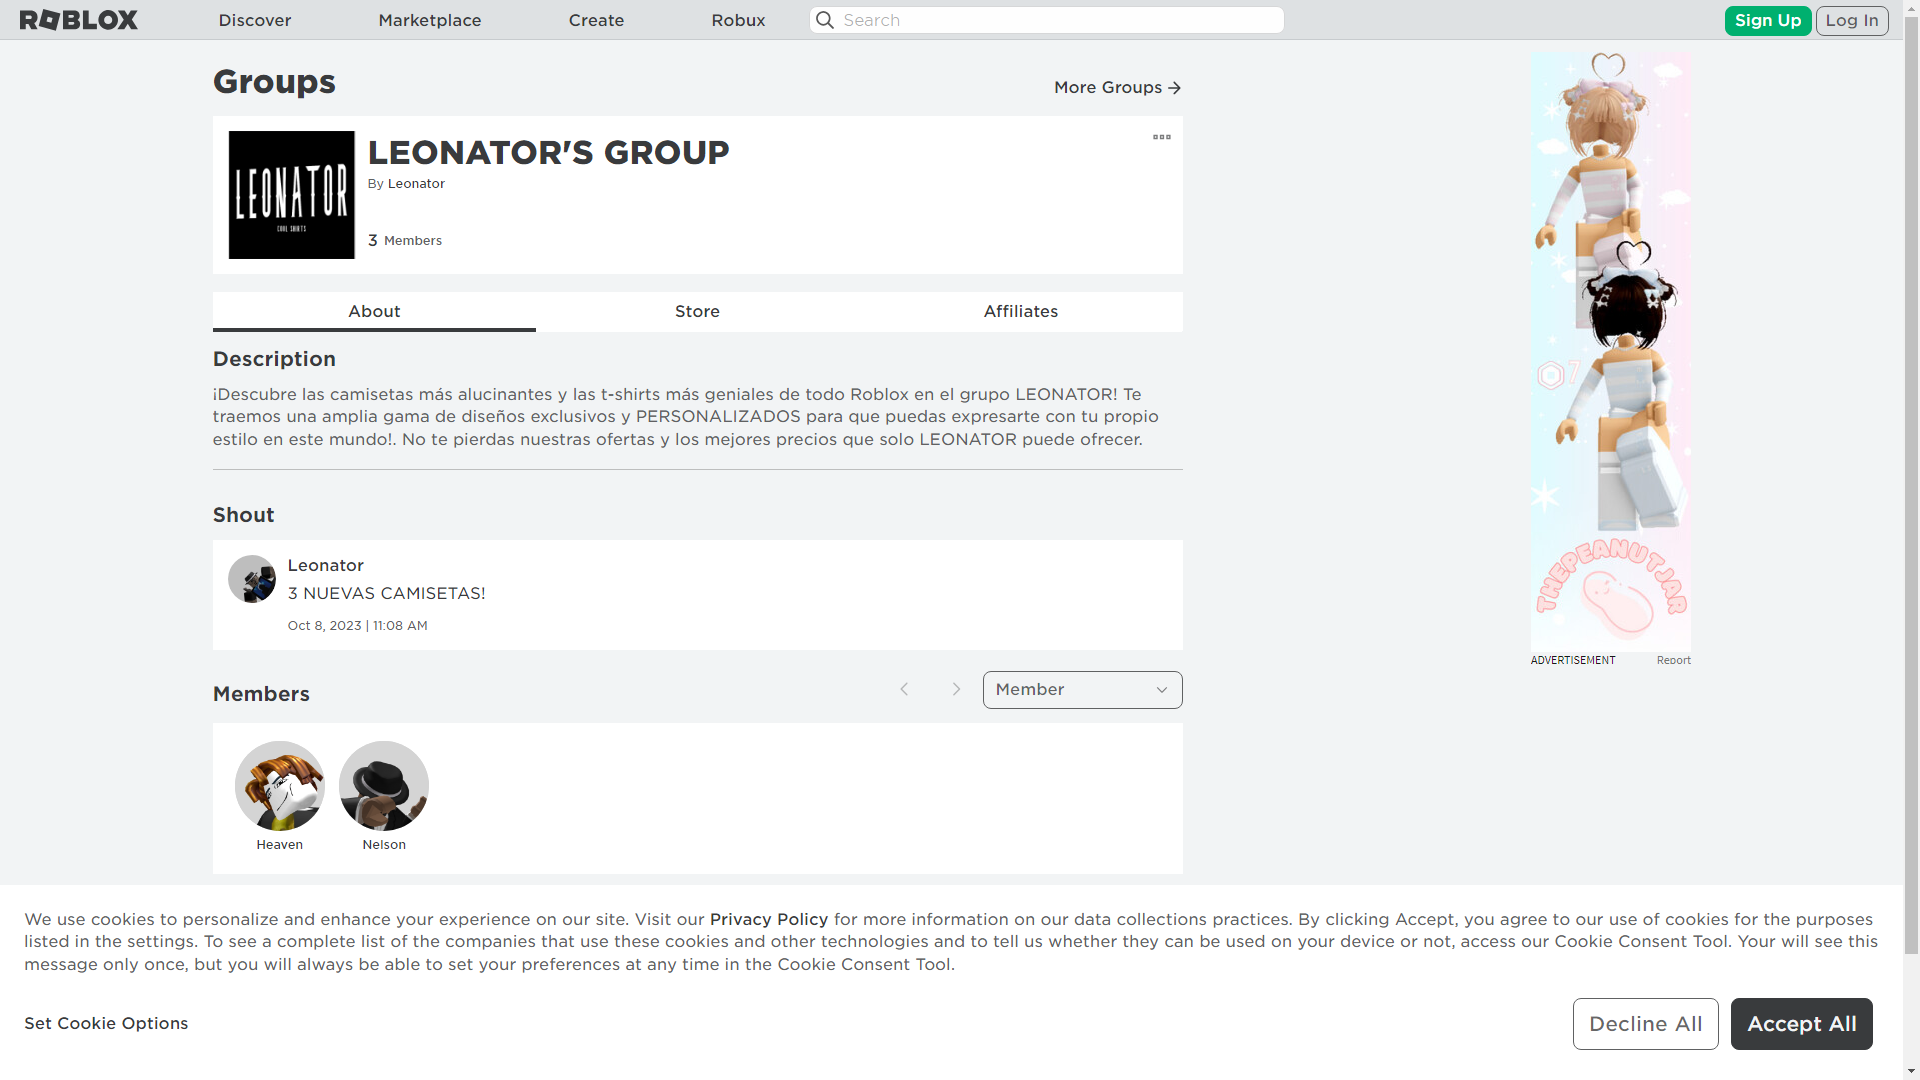 ROBLOX
Discover
Marketplace
Create
Robux
Search
Sign Up
Log In
Groups
More Groups
LEONATOR
COOL SHIRTS
LEONATOR'S GROUP
By Leonator
3 Members
About
Store
Affiliates
Description
¡Descubre las camisetas más alucinantes y las t-shirts más geniales de todo Roblox en el grupo LEONATOR! Te
traemos una amplia gama de diseños exclusivos y PERSONALIZADOS para que puedas expresarte con tu propio
estilo en este mundo!. No te pierdas nuestras ofertas y los mejores precios que solo LEONATOR puede ofrecer.
Shout
Leonator
3 NUEVAS CAMISETAS!
Oct 8, 2023 | 11:08 AM
Members
Member
Heaven
Nelson
7
THEPEANUTJAR
ADVERTISEMENT
Report
We use cookies to personalize and enhance your experience on our site. Visit our Privacy Policy for more information on our data collections practices. By clicking Accept, you agree to our use of cookies for the purposes
listed in the settings. To see a complete list of the companies that use these cookies and other technologies and to tell us whether they can be used on your device or not, access our Cookie Consent Tool. Your will see this
message only once, but you will always be able to set your preferences at any time in the Cookie Consent Tool.
Set Cookie Options
Decline All
Accept All